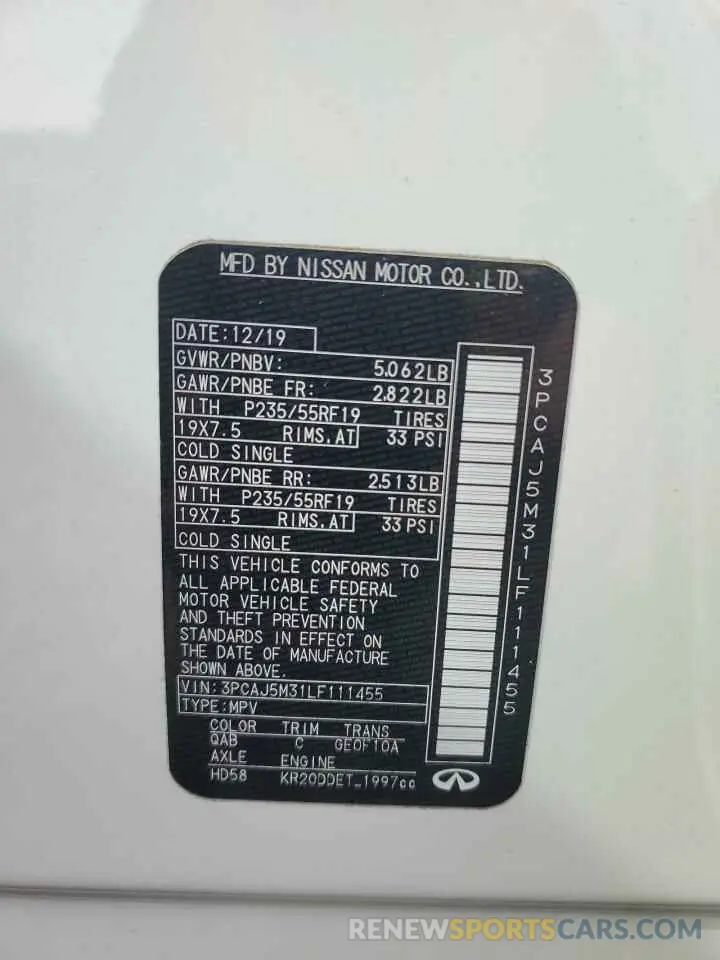 MFD BY NISSAN MOTOR CO.,LTD.
DATE:12/19
GVWR/PNBV: 5.062LB
GAWR/PNBE FR: 2.822LB
WITH P235/55RF19 TIRES
19X7.5 RIMS.AT 33 PSI
COLD SINGLE
GAWR/PNBE RR: 2.513LB
WITH P235/55RF19 TIRES
19X7.5 RIMS.AT 33 PSI
COLD SINGLE
THIS VEHICLE CONFORMS TO
ALL APPLICABLE FEDERAL
MOTOR VEHICLE SAFETY
AND THEFT PREVENTION
STANDARDS IN EFFECT ON
THE DATE OF MANUFACTURE
SHOWN ABOVE.
VIN:3PCAJ5M31LF111455
TYPE:MPV
COLOR TRIM TRANS
QAB C GE0F10A
AXLE ENGINE
HD58 KR20DDET_1997cc
3PCAJ5M31LF111455
RENEWSPORTSCARS.COM